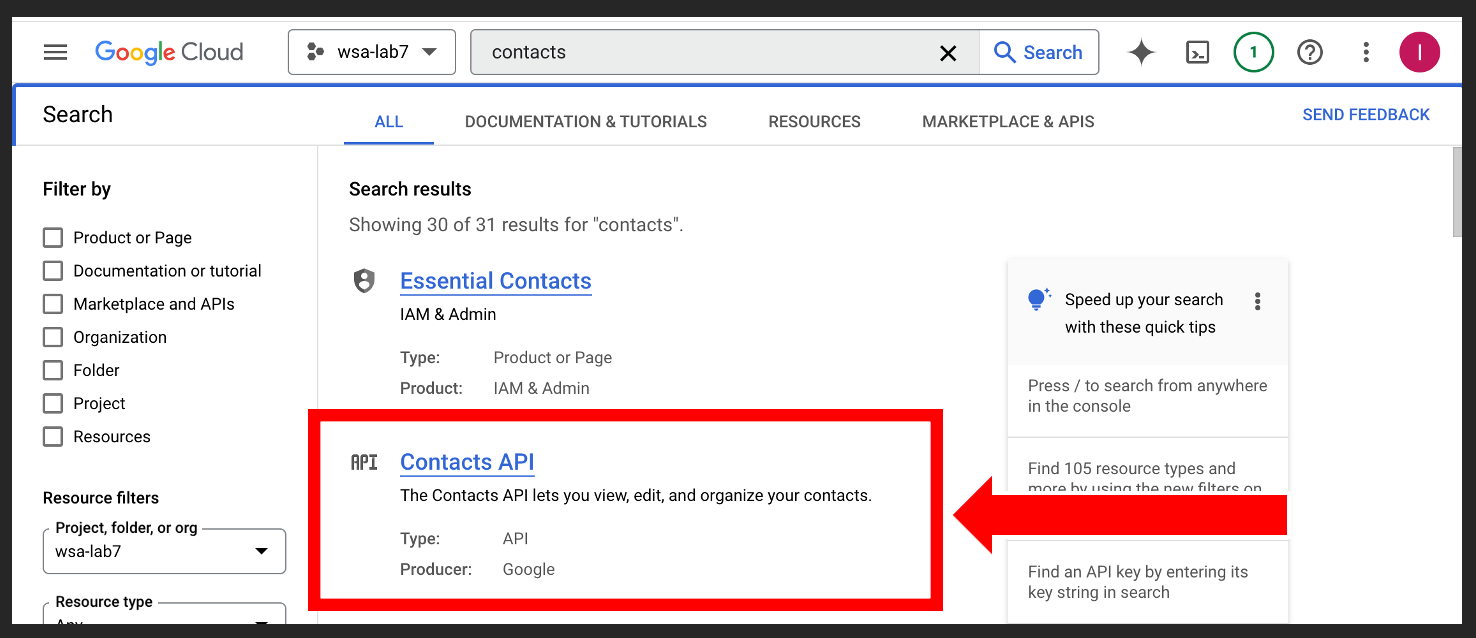 Google Cloud
wsa-lab7
contacts
Search
1
I
Search
ALL
DOCUMENTATION & TUTORIALS
RESOURCES
MARKETPLACE & APIS
SEND FEEDBACK
Filter by
Product or Page
Documentation or tutorial
Marketplace and APIs
Organization
Folder
Project
Resources
Resource filters
Project, folder, or org
wsa-lab7
Resource type
Any
Search results
Showing 30 of 31 results for "contacts".
Essential Contacts
IAM & Admin
Type: Product or Page
Product: IAM & Admin
API Contacts API
The Contacts API lets you view, edit, and organize your contacts.
Type: API
Producer: Google
Speed up your search
with these quick tips
Press / to search from anywhere
in the console
Find 105 resource types and
more by using the new filters on
Find an API key by entering its
key string in search